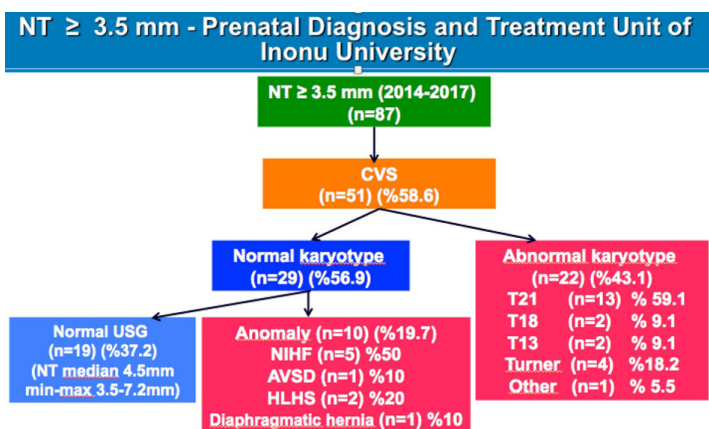 NT ≥ 3.5 mm - Prenatal Diagnosis and Treatment Unit of
Inonu University
NT ≥ 3.5 mm (2014-2017)
(n=87)
CVS
(n=51) (%58.6)
Normal karyotype
(n=29) (%56.9)
Abnormal karyotype
(n=22) (%43.1)
T21 (n=13) % 59.1
T18 (n=2) % 9.1
T13 (n=2) % 9.1
Turner (n=4) %18.2
Other (n=1) % 5.5
Normal USG
(n=19) (%37.2)
(NT median 4.5mm
min-max 3.5-7.2mm)
Anomaly (n=10) (%19.7)
NIHF (n=5) %50
AVSD (n=1) %10
HLHS (n=2) %20
Diaphragmatic hernia (n=1) %10